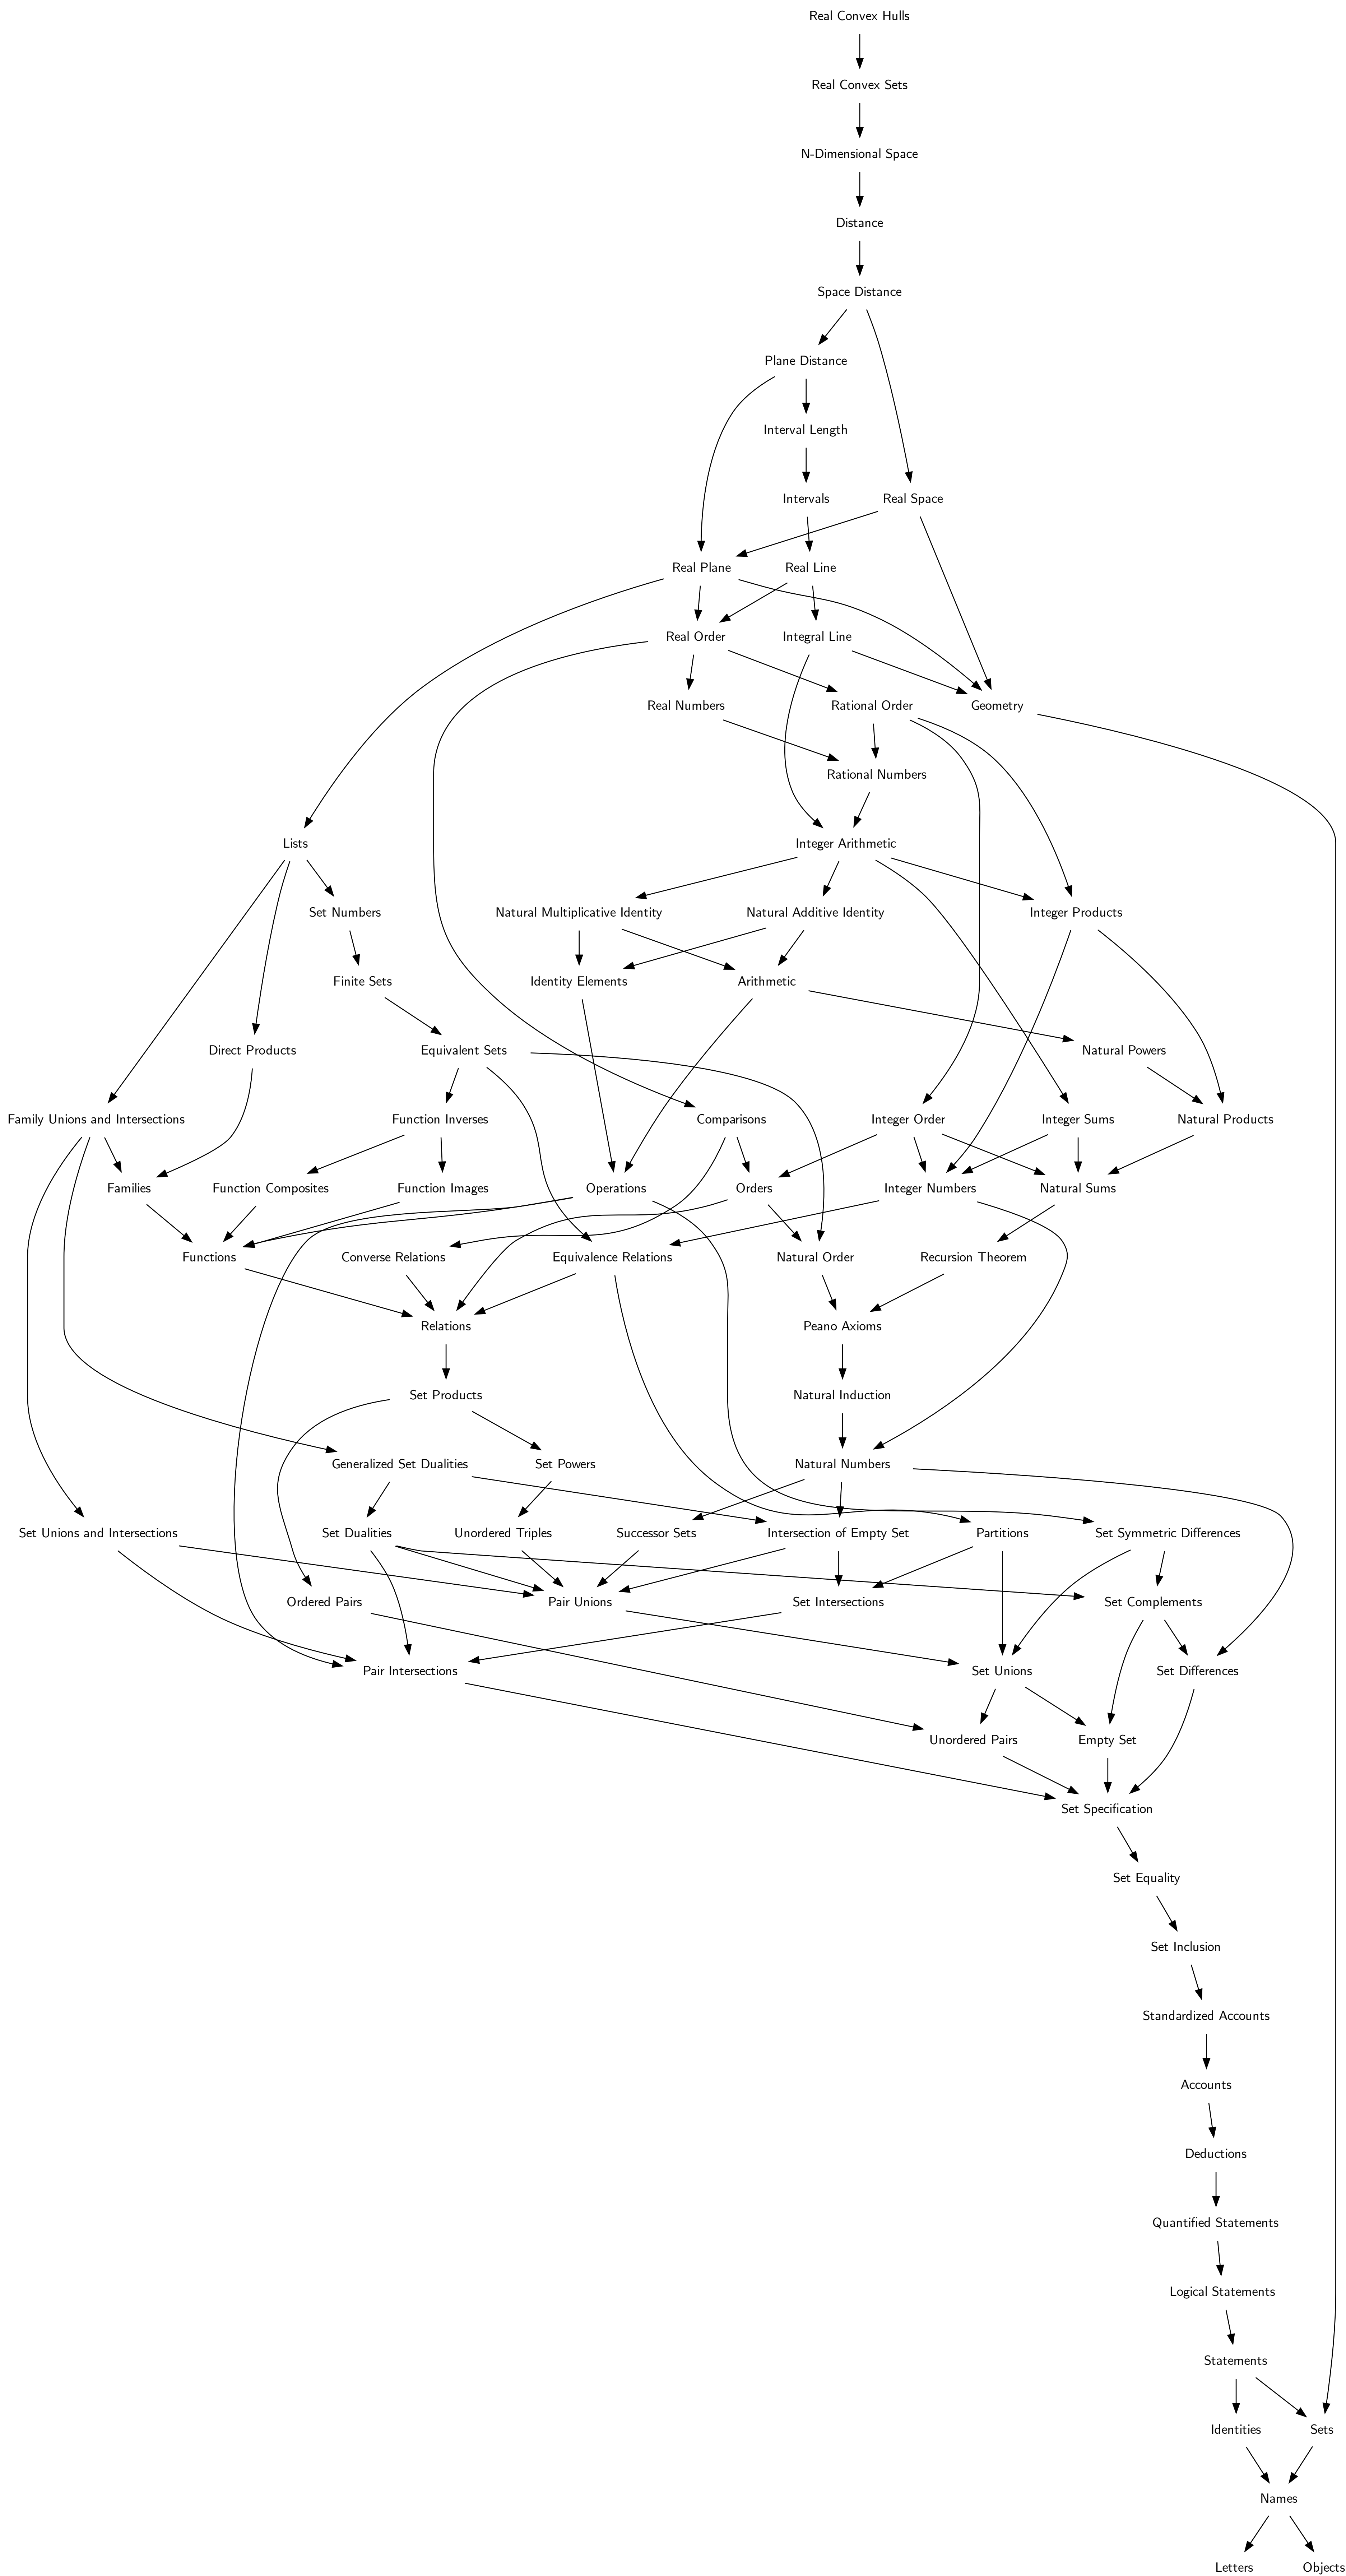 Real Convex Hulls
Real Convex Sets
N-Dimensional Space
Distance
Space Distance
Plane Distance
Interval Length
Intervals
Real Space
Real Plane
Real Line
Real Order
Integral Line
Real Numbers
Rational Order
Geometry
Rational Numbers
Lists
Integer Arithmetic
Set Numbers
Natural Multiplicative Identity
Natural Additive Identity
Integer Products
Finite Sets
Identity Elements
Arithmetic
Direct Products
Equivalent Sets
Natural Powers
Family Unions and Intersections
Function Inverses
Comparisons
Integer Order
Integer Sums
Natural Products
Families
Function Composites
Function Images
Operations
Orders
Integer Numbers
Natural Sums
Functions
Converse Relations
Equivalence Relations
Natural Order
Recursion Theorem
Relations
Peano Axioms
Set Products
Natural Induction
Generalized Set Dualities
Set Powers
Natural Numbers
Set Unions and Intersections
Set Dualities
Unordered Triples
Successor Sets
Intersection of Empty Set
Partitions
Set Symmetric Differences
Ordered Pairs
Pair Unions
Set Intersections
Set Complements
Pair Intersections
Set Unions
Set Differences
Unordered Pairs
Empty Set
Set Specification
Set Equality
Set Inclusion
Standardized Accounts
Accounts
Deductions
Quantified Statements
Logical Statements
Statements
Identities
Sets
Names
Letters
Objects